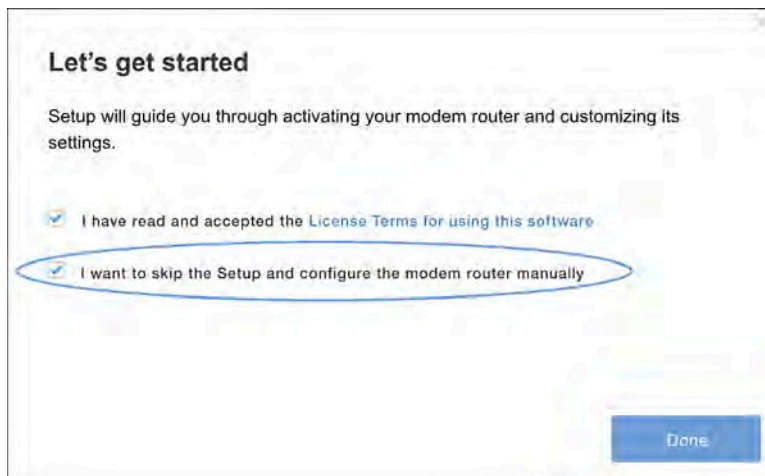 Let's get started
Setup will guide you through activating your modem router and customizing its
settings.
I have read and accepted the License Terms for using this software
I want to skip the Setup and configure the modem router manually
Done